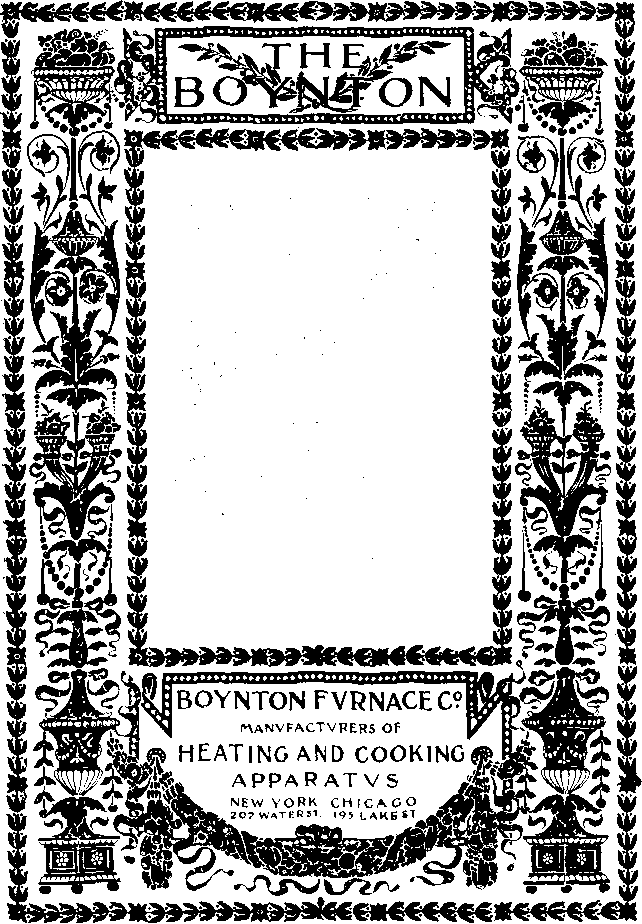 THE
BOYNTON
BOYNTON FVRNACE Co.
MANVFACTVRERS OF
HEATING AND COOKING
APPARATVS
NEW YORK CHICAGO
207 WATER ST. 195 LAKE ST